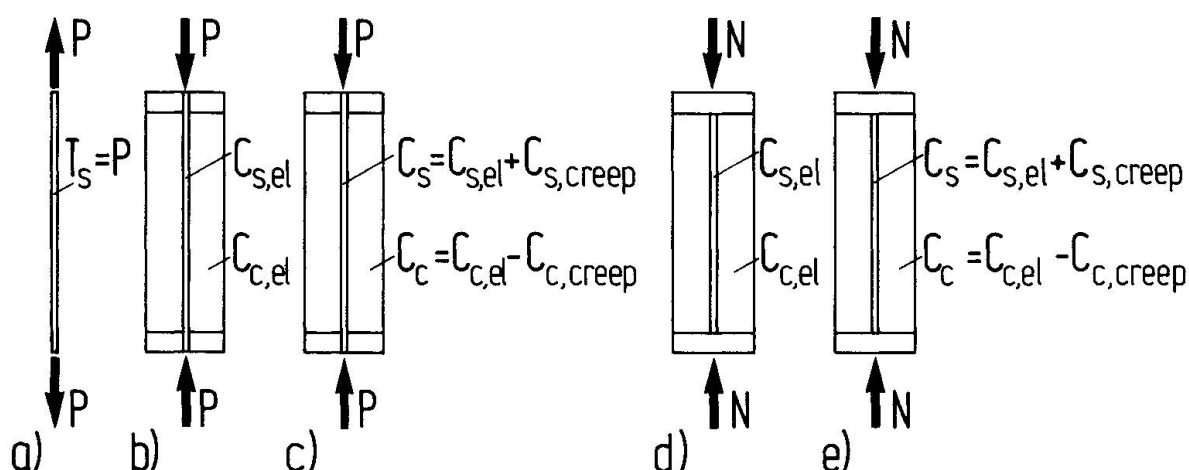 P P P N N
T_s=P C_s,el C_s=C_s,el+C_s,creep C_s,el C_s=C_s,el+C_s,creep
C_c,el C_c=C_c,el-C_c,creep C_c,el C_c=C_c,el-C_c,creep
P P P N N
a) b) c) d) e)